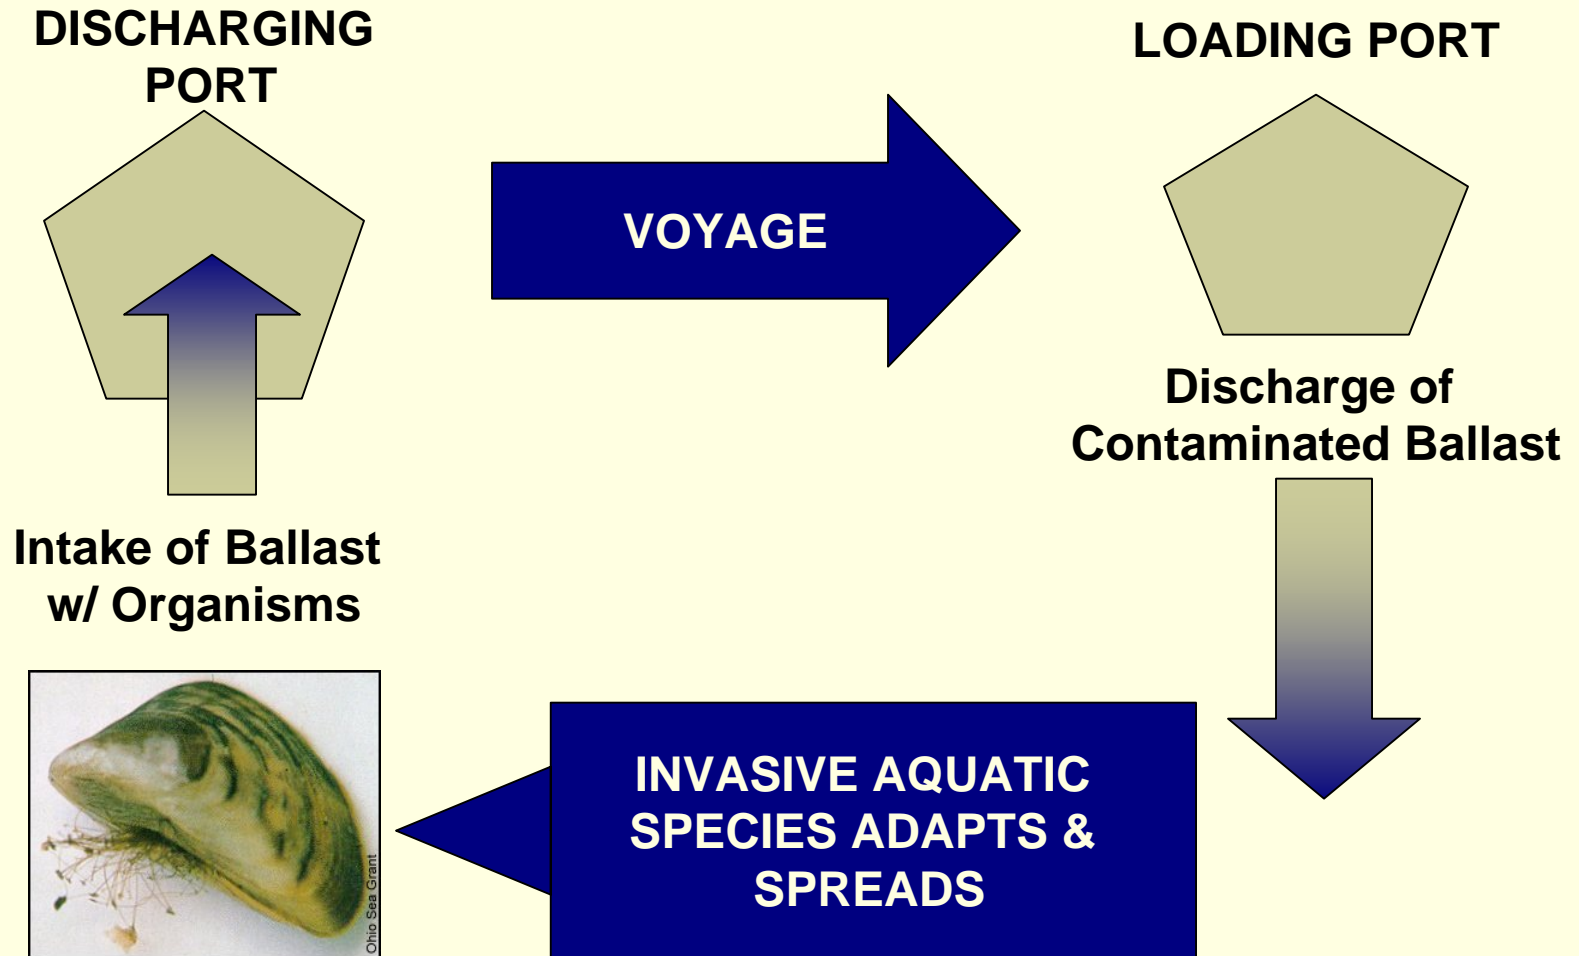 DISCHARGING
PORT
LOADING PORT
VOYAGE
Discharge of
Contaminated Ballast
Intake of Ballast
w/ Organisms
INVASIVE AQUATIC
SPECIES ADAPTS &
SPREADS
Ohio Sea Grant